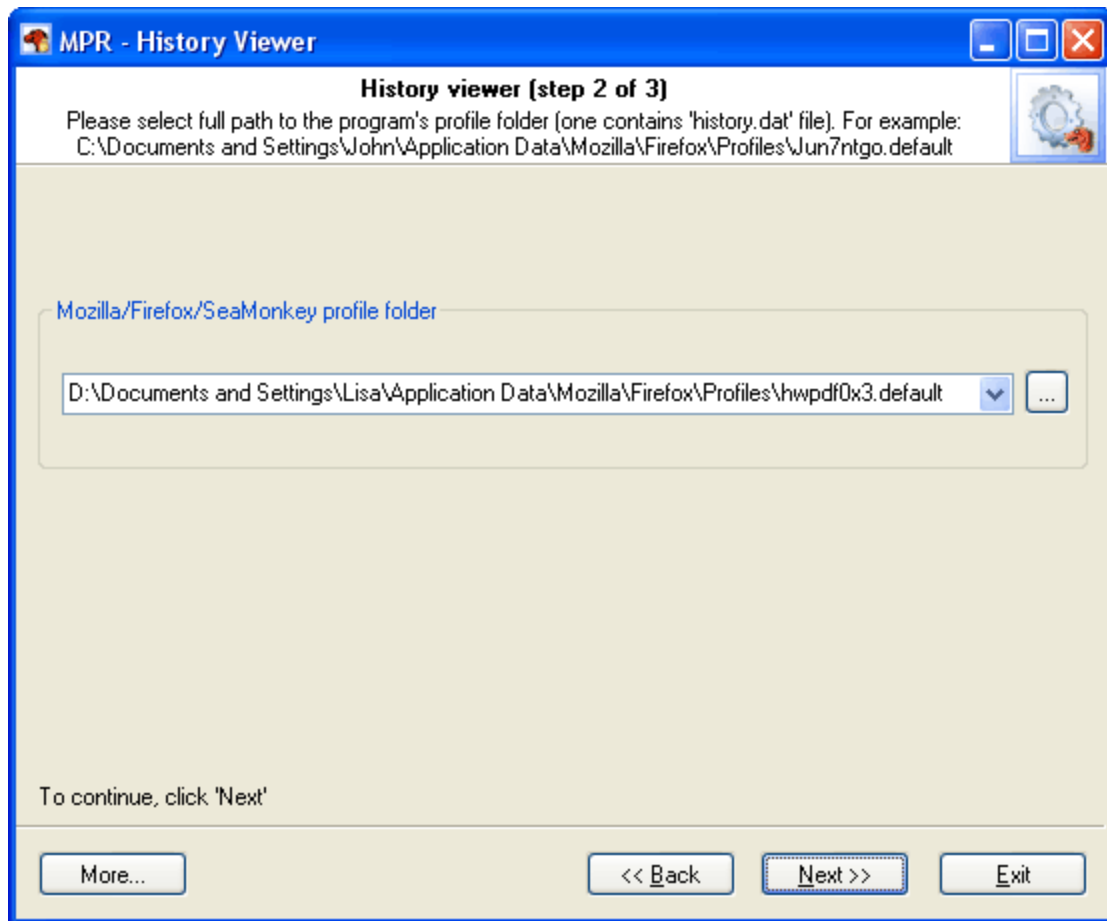 MPR - History Viewer
History viewer (step 2 of 3)
Please select full path to the program's profile folder (one contains 'history.dat' file). For example:
C:\Documents and Settings\John\Application Data\Mozilla\Firefox\Profiles\Jun7ntgo.default
Mozilla/Firefox/SeaMonkey profile folder
D:\Documents and Settings\Lisa\Application Data\Mozilla\Firefox\Profiles\hwpdf0x3.default
...
To continue, click 'Next'
More...
<< Back
Next >>
Exit